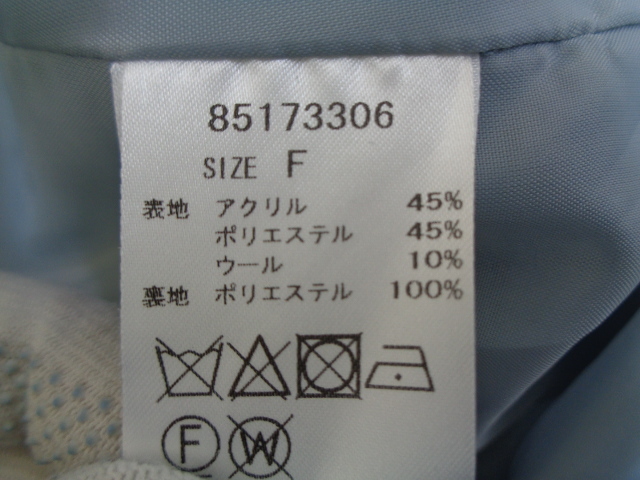 85173306
SIZE F
表地 アクリル 45%
ポリエステル 45%
ウール 10%
裏地 ポリエステル 100%
F W